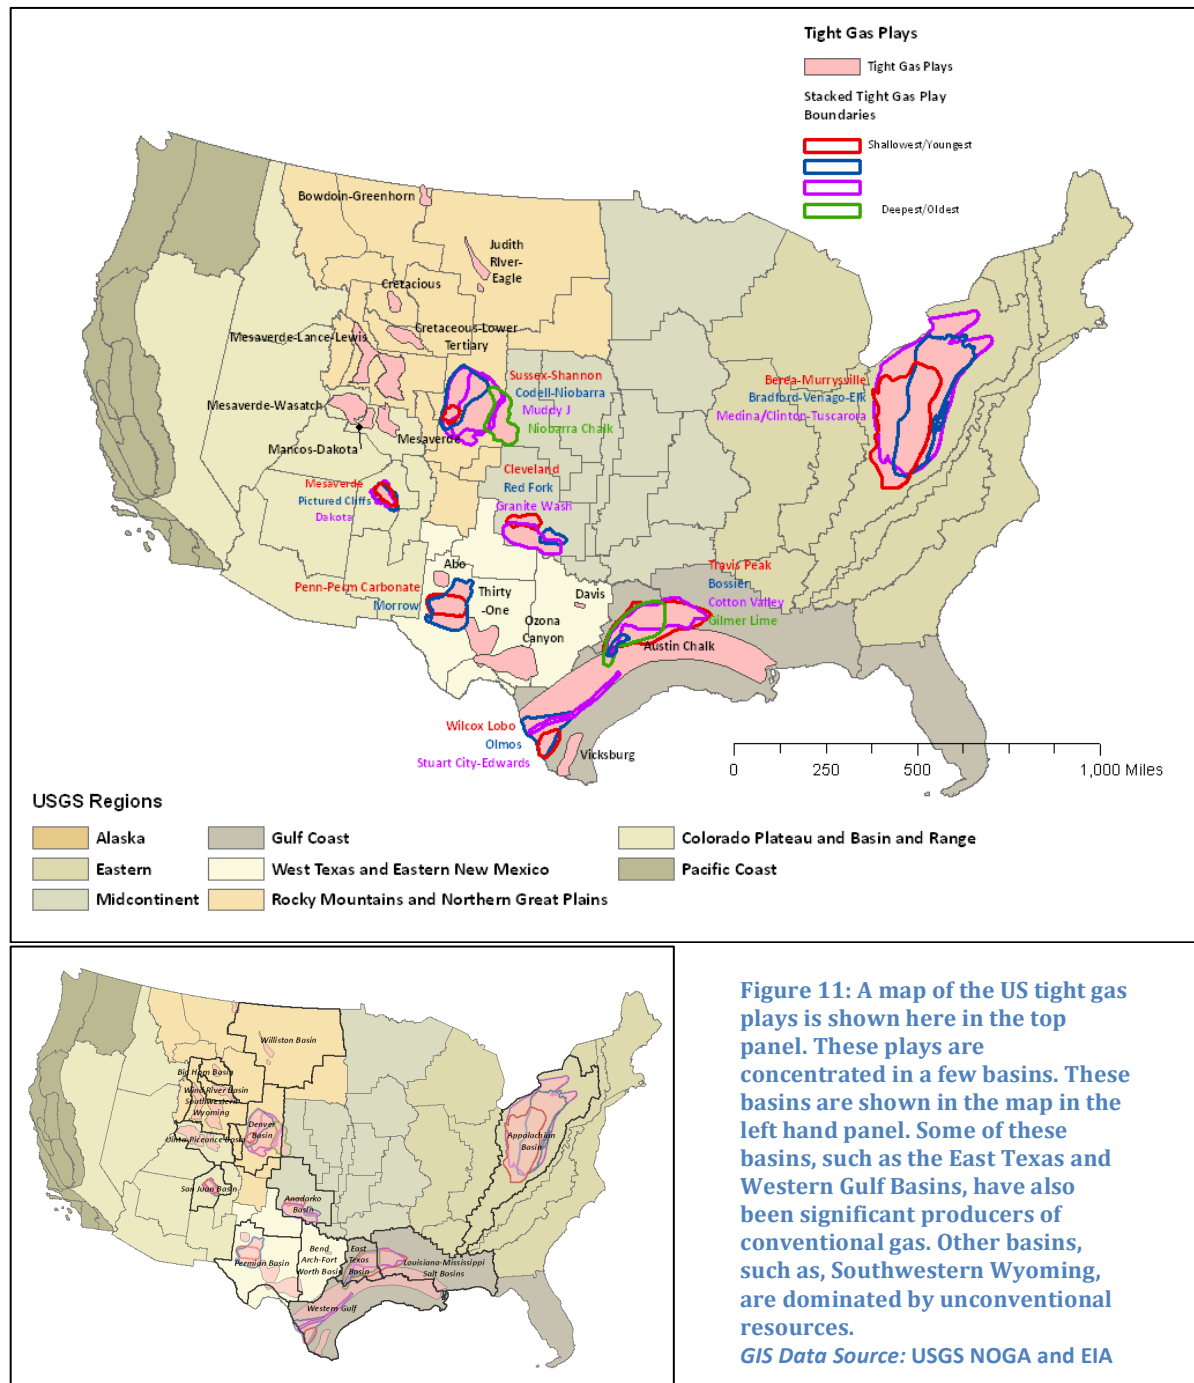 Tight Gas Plays
Tight Gas Plays
Stacked Tight Gas Play
Boundaries
Shallowest/Youngest
Deepest/Oldest
Bowdoin-Greenhorn
Judith
River-
Eagle
Cretacious
Mesaverde-Lance-Lewis
Cretaceous-Lower
Tertiary
Sussex-Shannon
Codell-Niobarra
Muddy J
Niobarra Chalk
Mesaverde-Wasatch
Mesaverde
Mancos-Dakota
Berea-Murrysville
Bradford-Venago-Elk
Medina/Clinton-Tuscarora
Mesaverde
Pictured Cliffs
Dakota
Cleveland
Red Fork
Granite Wash
Abo
Penn-Perm Carbonate
Morrow
Thirty
-One
Davis
Ozona
Canyon
Travis Peak
Bossier
Cotton Valley
Gilmer Lime
Austin Chalk
Wilcox Lobo
Olmos
Stuart City-Edwards
Vicksburg
0 250 500 1,000 Miles
USGS Regions
Alaska
Eastern
Midcontinent
Gulf Coast
West Texas and Eastern New Mexico
Rocky Mountains and Northern Great Plains
Colorado Plateau and Basin and Range
Pacific Coast
Williston Basin
Big Horn Basin
Wind River Basin
Southwestern
Wyoming
Denver
Basin
Uinta-Piceance Basin
San Juan Basin
Anadarko
Basin
Appalachian
Basin
Permian Basin
Bend
Arch-Fort
Worth Basin
East
Texas
Basin
Louisiana-Mississippi
Salt Basins
Western Gulf
Figure 11: A map of the US tight gas
plays is shown here in the top
panel. These plays are
concentrated in a few basins. These
basins are shown in the map in the
left hand panel. Some of these
basins, such as the East Texas and
Western Gulf Basins, have also
been significant producers of
conventional gas. Other basins,
such as, Southwestern Wyoming,
are dominated by unconventional
resources.
GIS Data Source: USGS NOGA and EIA